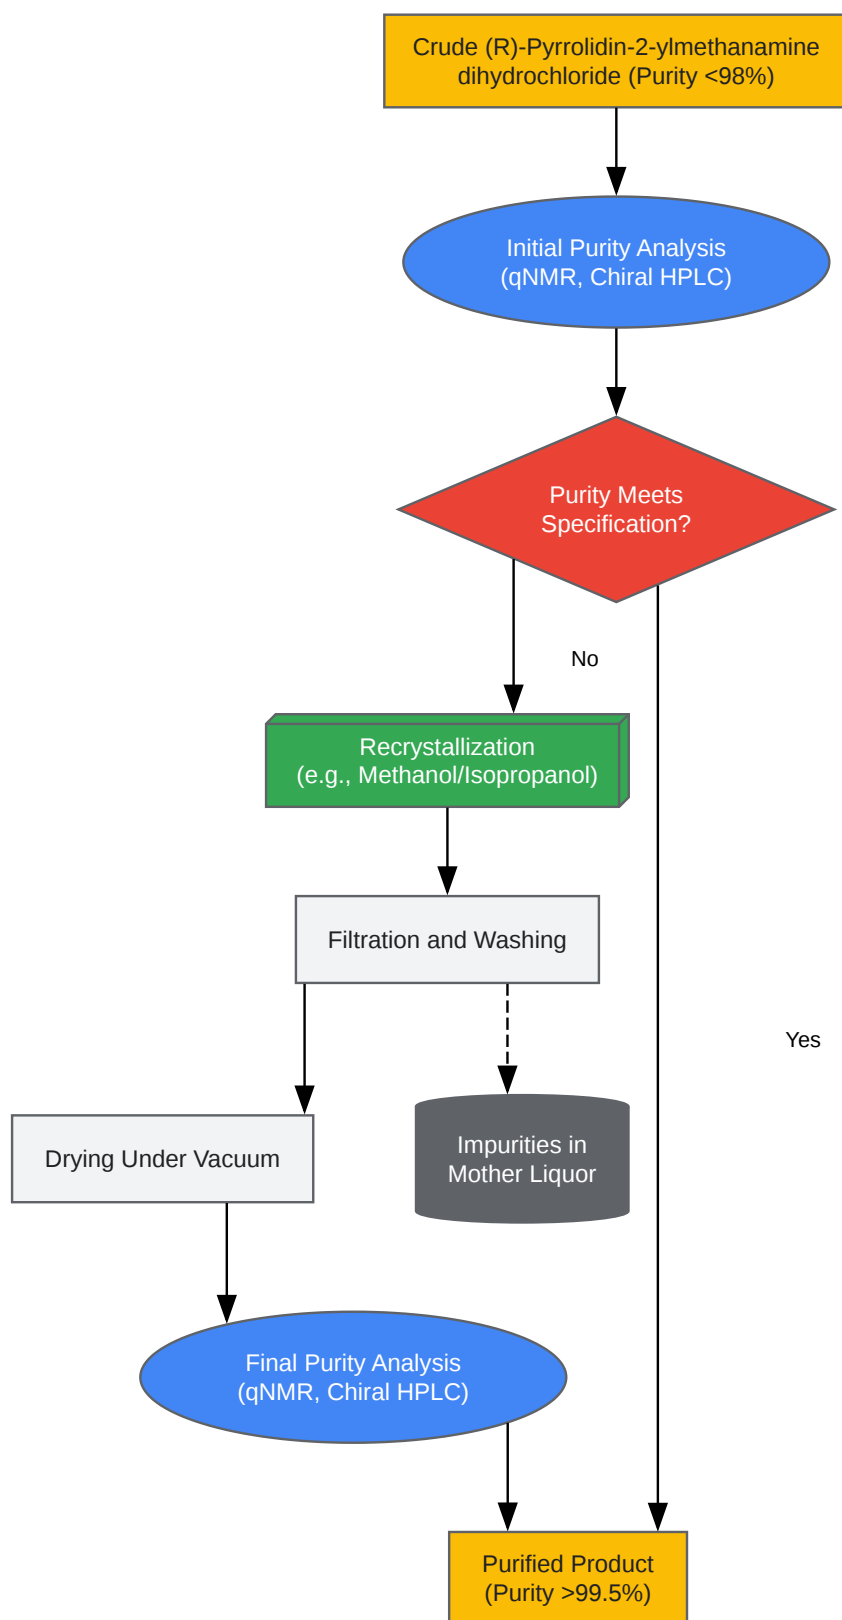 Crude (R)-Pyrrolidin-2-ylmethanamine
dihydrochloride (Purity <98%)
Initial Purity Analysis
(qNMR, Chiral HPLC)
Purity Meets
Specification?
No
Recrystallization
(e.g., Methanol/Isopropanol)
Filtration and Washing
Yes
Drying Under Vacuum
Impurities in
Mother Liquor
Final Purity Analysis
(qNMR, Chiral HPLC)
Purified Product
(Purity >99.5%)